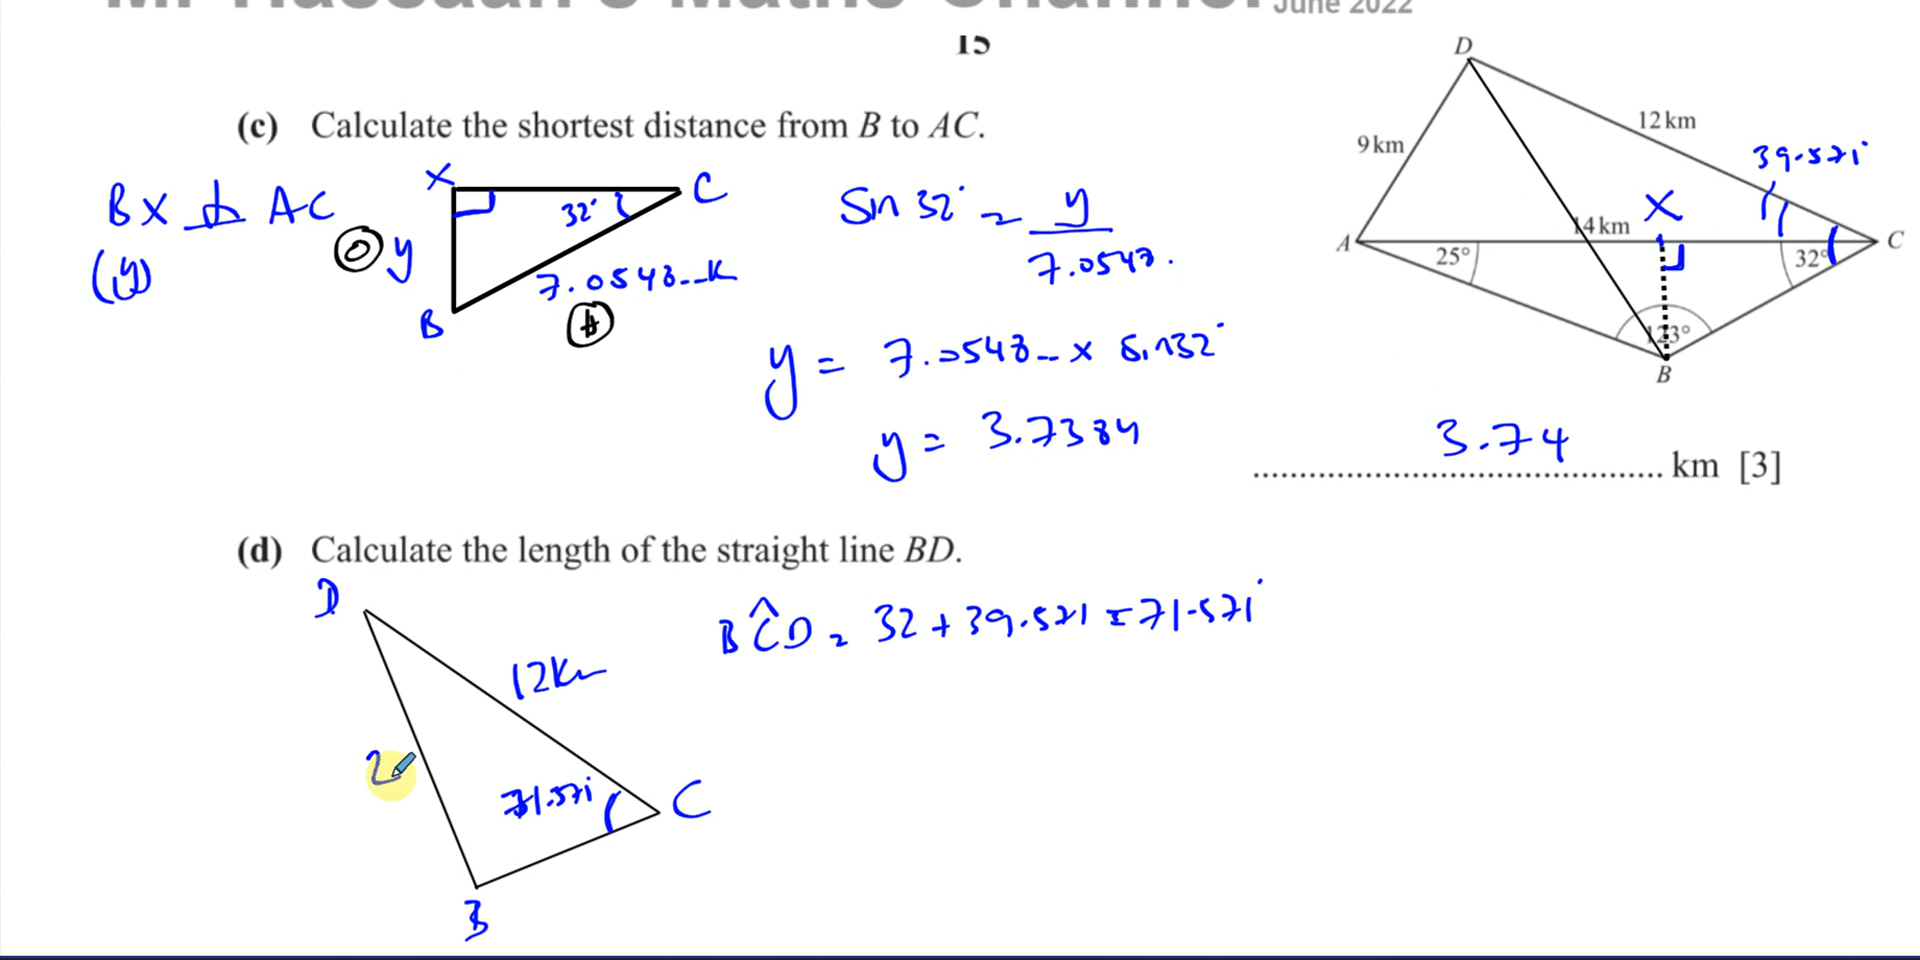 June 2022
15
(c) Calculate the shortest distance from B to AC.
BX ⊥ AC
(y)
X
C
32°
O y
7.0548..k
H
B
Sin 32° = y / 7.0548.
y = 7.0548.. x Sin32°
y = 3.7384
D
12 km
9 km
39.571°
X
14 km
A
C
25°
32°
123°
B
3.74
.......... km [3]
(d) Calculate the length of the straight line BD.
D
BĈD = 32 + 39.571 = 71.571°
12Km
71.571
C
B